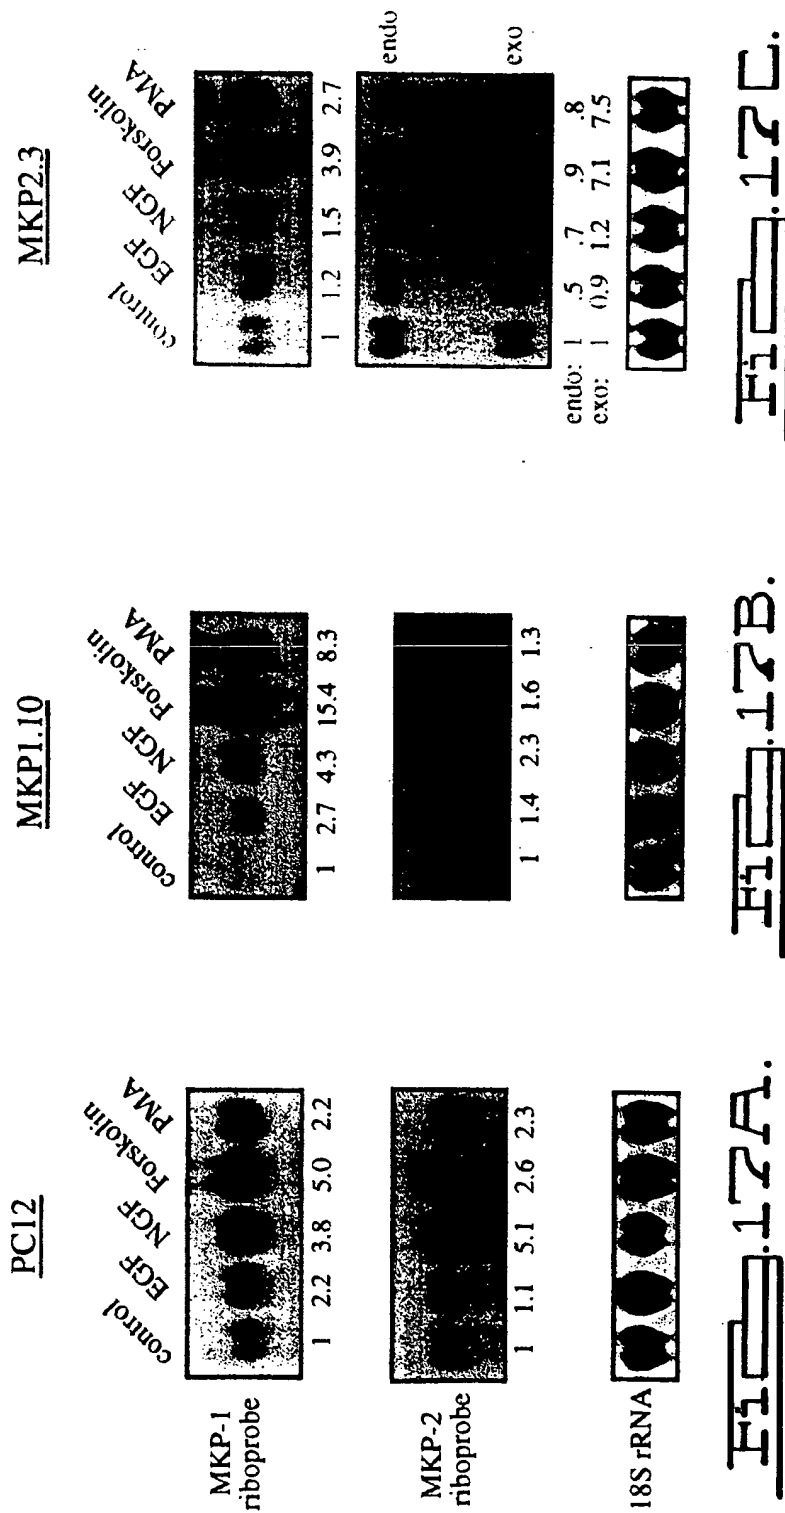 PC12
control EGF NGF Forskolin PMA
MKP-1
riboprobe
1 2.2 3.8 5.0 2.2
MKP-2
riboprobe
1 1.1 5.1 2.6 2.3
18S rRNA
Fig. 17A.
MKP1.10
control EGF NGF Forskolin PMA
1 2.7 4.3 15.4 8.3
1 1.4 2.3 1.6 1.3
Fig. 17B.
MKP2.3
control EGF NGF Forskolin PMA
1 1.2 1.5 3.9 2.7
endo
exo
endo: 1 .5 .7 .9 .8
exo: 1 0.9 1.2 7.1 7.5
Fig. 17C.